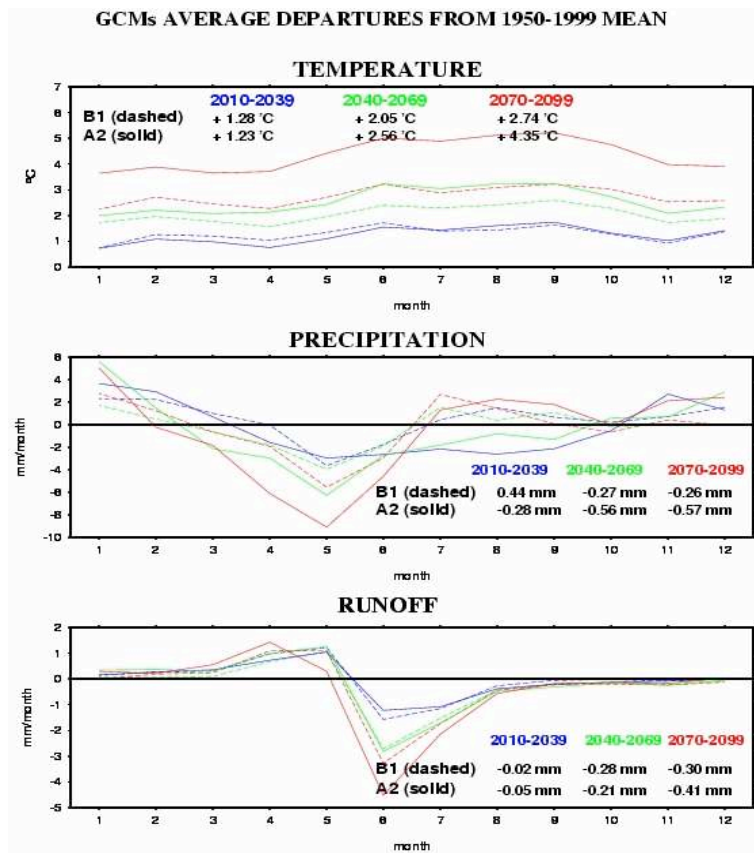 GCMs AVERAGE DEPARTURES FROM 1950-1999 MEAN
TEMPERATURE
2010-2039 2040-2069 2070-2099
B1 (dashed) + 1.28 °C + 2.05 °C + 2.74 °C
A2 (solid) + 1.23 °C + 2.56 °C + 4.35 °C
ºC
7
6
5
4
3
2
1
0
1 2 3 4 5 6 7 8 9 10 11 12
month
PRECIPITATION
mm/month
6
4
2
0
-2
-4
-6
-8
-10
2010-2039 2040-2069 2070-2099
B1 (dashed) 0.44 mm -0.27 mm -0.26 mm
A2 (solid) -0.28 mm -0.56 mm -0.57 mm
1 2 3 4 5 6 7 8 9 10 11 12
month
RUNOFF
mm/month
2
1
0
-1
-2
-3
-4
-5
2010-2039 2040-2069 2070-2099
B1 (dashed) -0.02 mm -0.28 mm -0.30 mm
A2 (solid) -0.05 mm -0.21 mm -0.41 mm
1 2 3 4 5 6 7 8 9 10 11 12
month